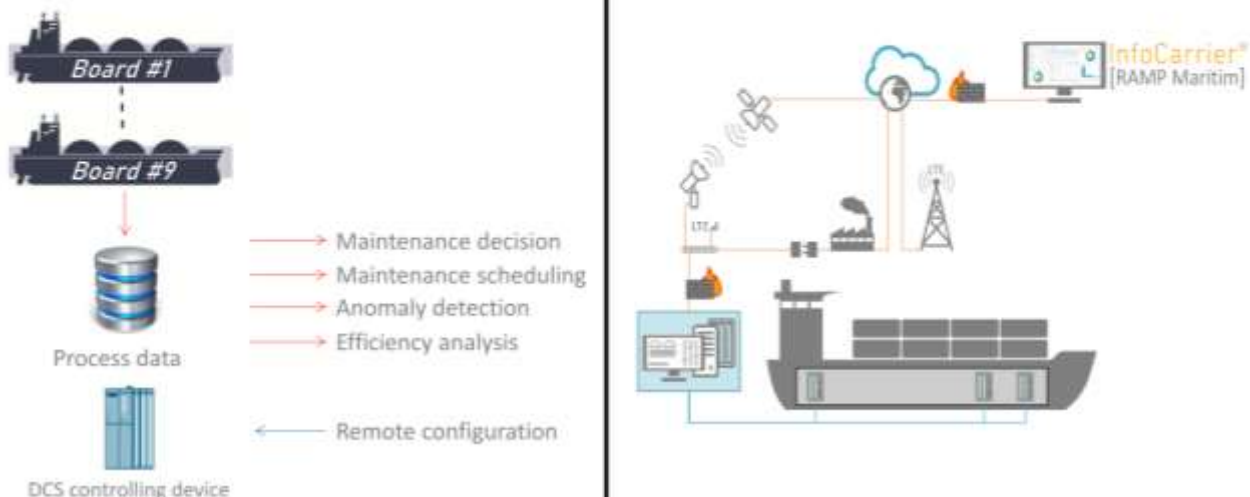 Board #1
Board #9
Maintenance decision
Maintenance scheduling
Anomaly detection
Efficiency analysis
Process data
Remote configuration
DCS controlling device
InfoCarrier®
[RAMP Maritim]
LTE
LTE